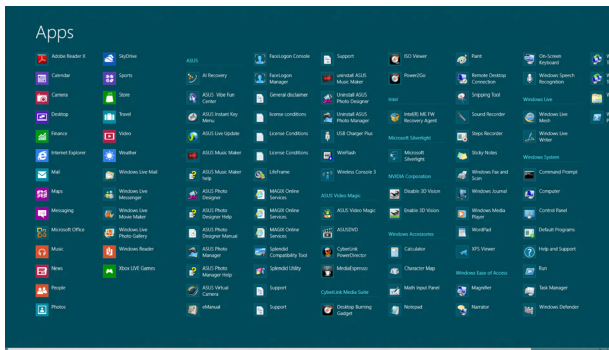 Apps
Adobe Reader X
Calendar
Camera
Desktop
Finance
Internet Explorer
Mail
Maps
Messaging
Microsoft Office
Music
News
People
Photos
SkyDrive
Sports
Store
Travel
Video
Weather
Windows Live Mail
Windows Live
Messenger
Windows Live
Movie Maker
Windows Live
Photo Gallery
Windows Reader
Xbox LIVE Games
ASUS
AI Recovery
ASUS Vibe Fun
Center
ASUS Instant Key
Menu
ASUS Live Update
ASUS Music Maker
ASUS Music Maker
help
ASUS Photo
Designer
ASUS Photo
Designer Help
ASUS Photo
Designer Manual
ASUS Photo
Manager
ASUS Photo
Manager Help
ASUS Virtual
Camera
eManual
FaceLogon Console
FaceLogon
Manager
General disclaimer
license conditions
License Conditions
License Conditions
LifeFrame
MAGIX Online
Services
MAGIX Online
Services
MAGIX Online
Services
Splendid
Compatibility Tool
Splendid Utility
Support
Support
Support
uninstall ASUS
Music Maker
Uninstall ASUS
Photo Designer
Uninstall ASUS
Photo Manager
USB Charger Plus
WinFlash
Wireless Console 3
ASUS Video Magic
ASUS Video Magic
ASUSDVD
CyberLink
PowerDirector
MediaEspresso
CyberLink Media Suite
Desktop Burning
Gadget
ISO Viewer
Power2Go
Intel
Intel(R) ME FW
Recovery Agent
Microsoft Silverlight
Microsoft
Silverlight
NVIDIA Corporation
Disable 3D Vision
Enable 3D Vision
Windows Accessories
Calculator
Character Map
Math Input Panel
Notepad
Paint
Remote Desktop
Connection
Snipping Tool
Sound Recorder
Steps Recorder
Sticky Notes
Windows Fax and
Scan
Windows Journal
Windows Media
Player
WordPad
XPS Viewer
Windows Ease of Access
Magnifier
Narrator
On-Screen
Keyboard
Windows Speech
Recognition
Windows Live
Windows Live
Mesh
Windows Live
Writer
Windows System
Command Prompt
Computer
Control Panel
Default Programs
Help and Support
Run
Task Manager
Windows Defender